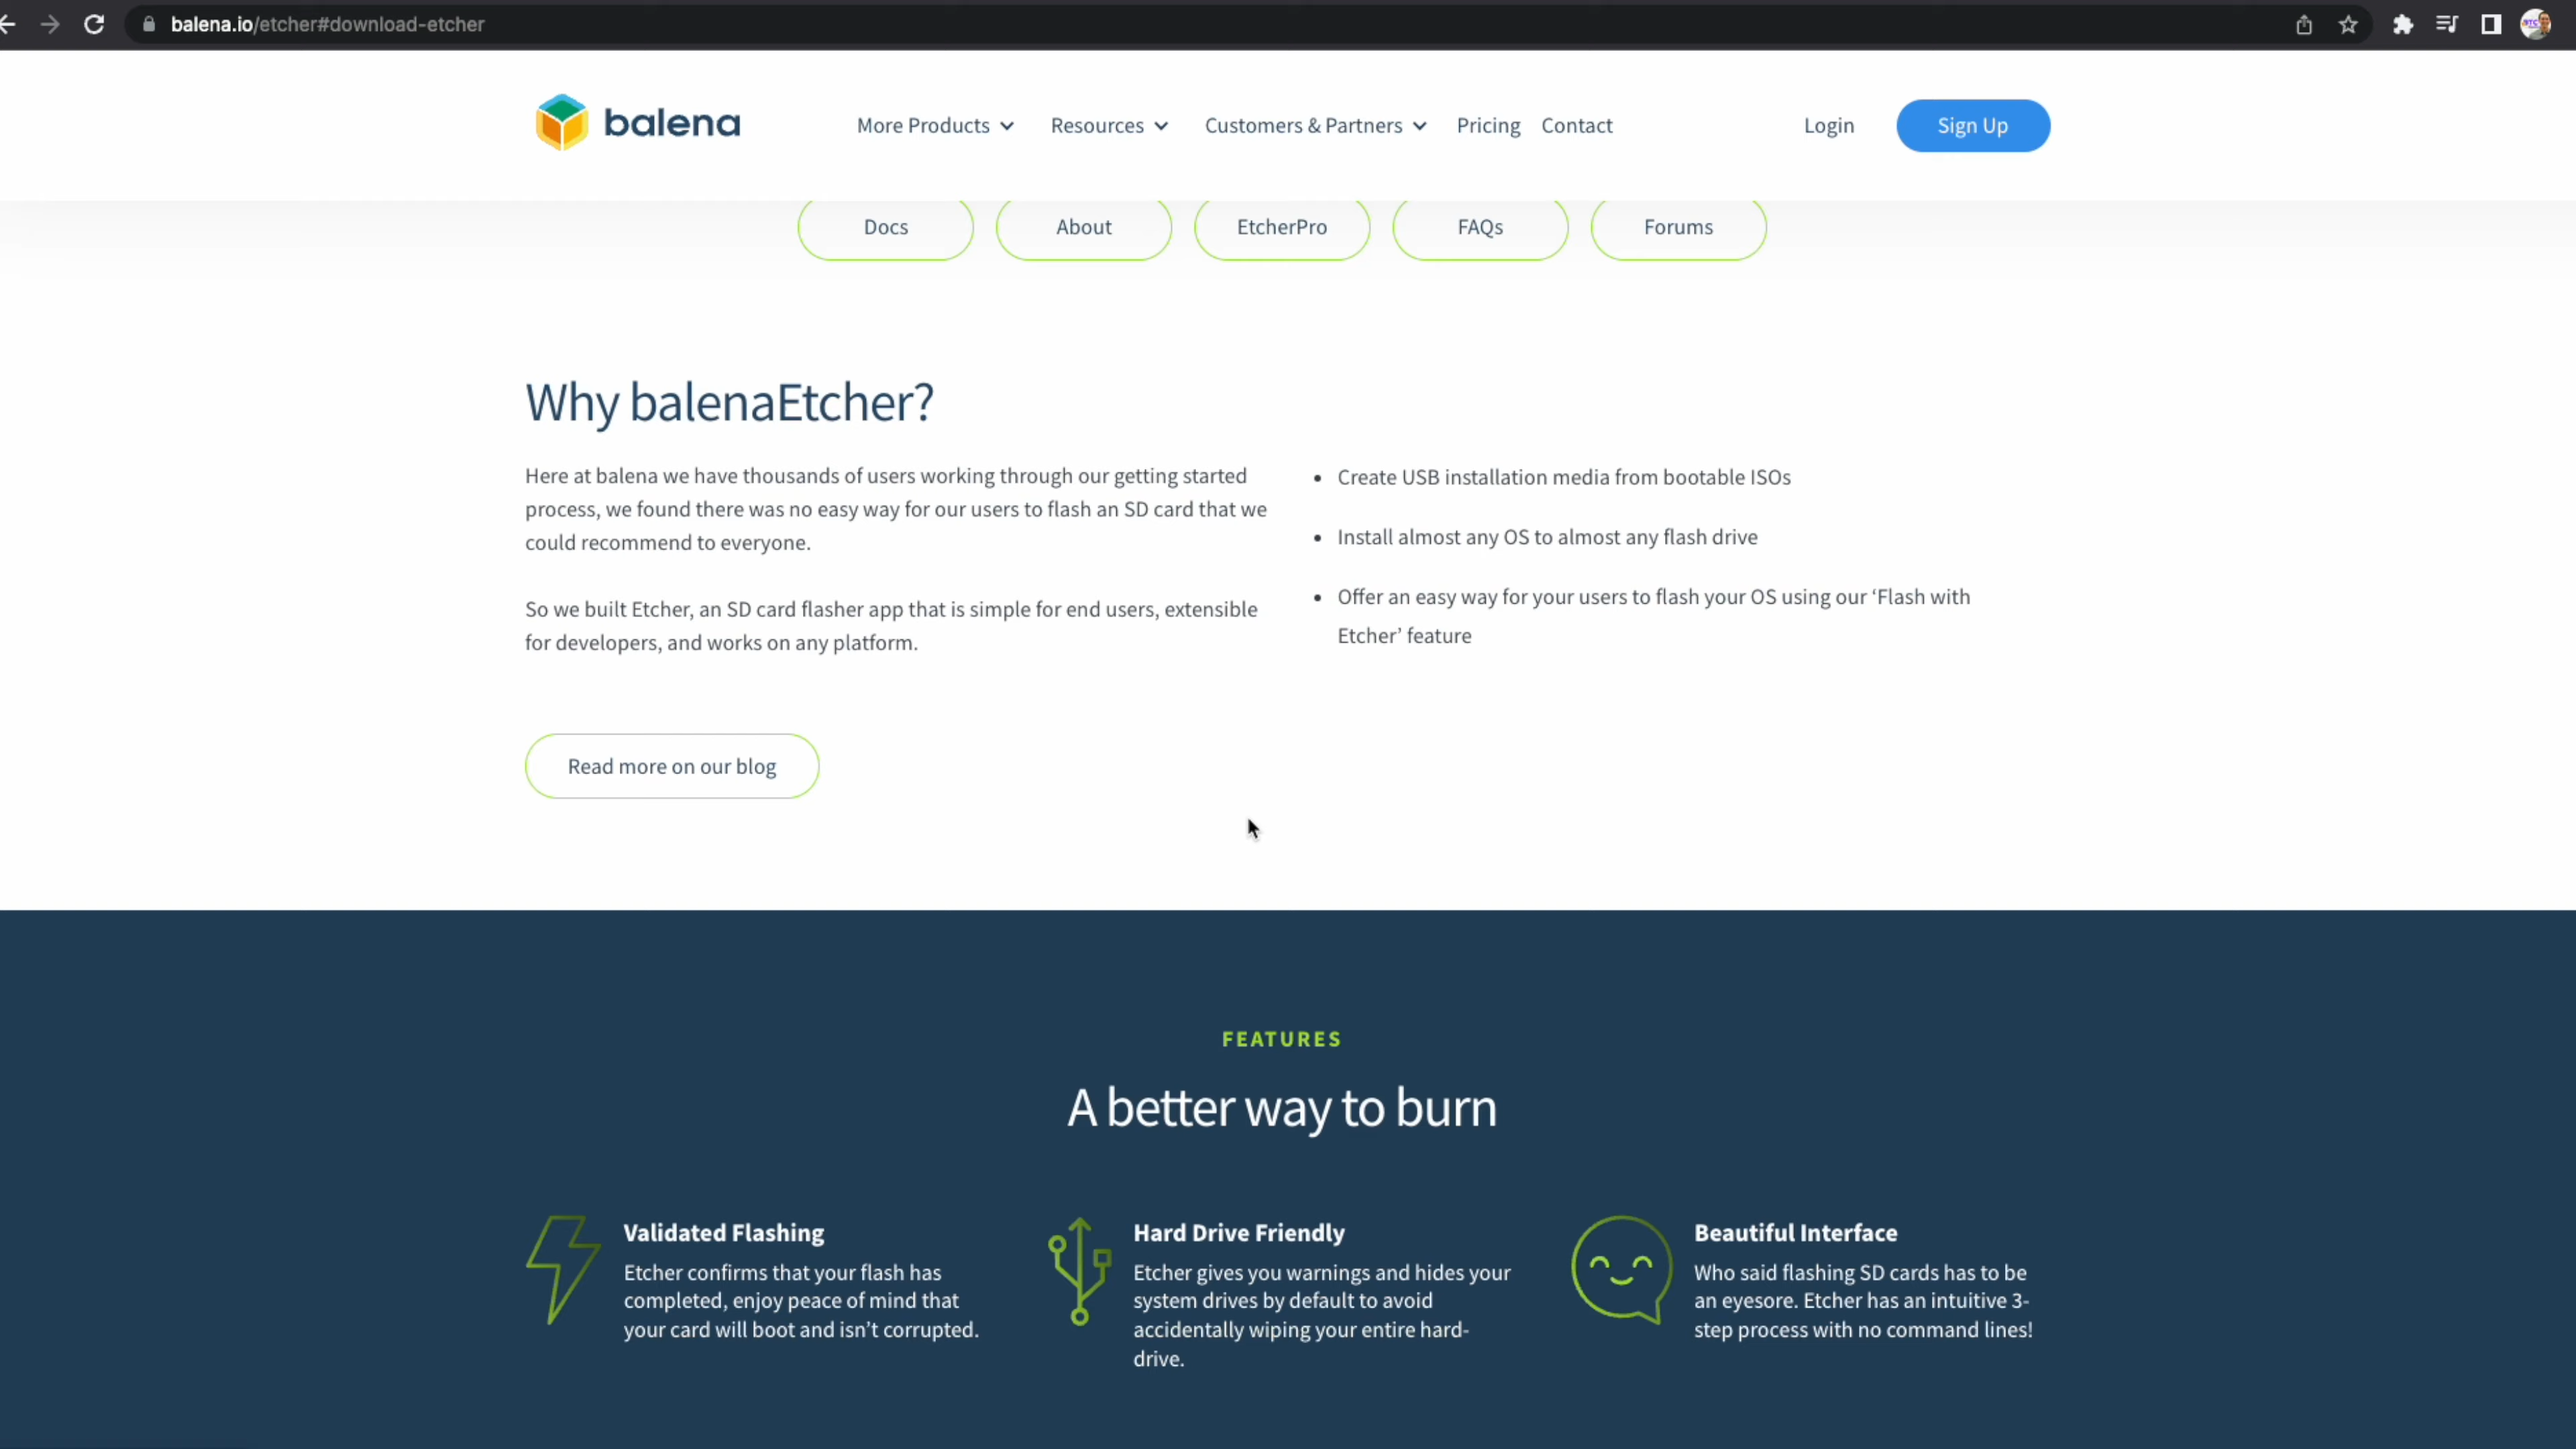 balena.io/etcher#download-etcher
balena
More Products
Resources
Customers & Partners
Pricing
Contact
Login
Sign Up
Docs
About
EtcherPro
FAQs
Forums
Why balenaEtcher?
Here at balena we have thousands of users working through our getting started
process, we found there was no easy way for our users to flash an SD card that we
could recommend to everyone.
So we built Etcher, an SD card flasher app that is simple for end users, extensible
for developers, and works on any platform.
• Create USB installation media from bootable ISOs
• Install almost any OS to almost any flash drive
• Offer an easy way for your users to flash your OS using our ‘Flash with
Etcher’ feature
Read more on our blog
FEATURES
A better way to burn
Validated Flashing
Etcher confirms that your flash has
completed, enjoy peace of mind that
your card will boot and isn’t corrupted.
Hard Drive Friendly
Etcher gives you warnings and hides your
system drives by default to avoid
accidentally wiping your entire hard-
drive.
Beautiful Interface
Who said flashing SD cards has to be
an eyesore. Etcher has an intuitive 3-
step process with no command lines!